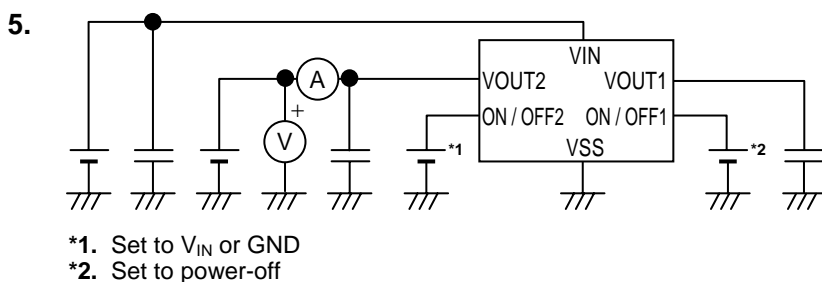 5.
VIN
A
VOUT2 VOUT1
+
ON / OFF2 ON / OFF1
V
*1 *2
VSS
*1. Set to VIN or GND
*2. Set to power-off